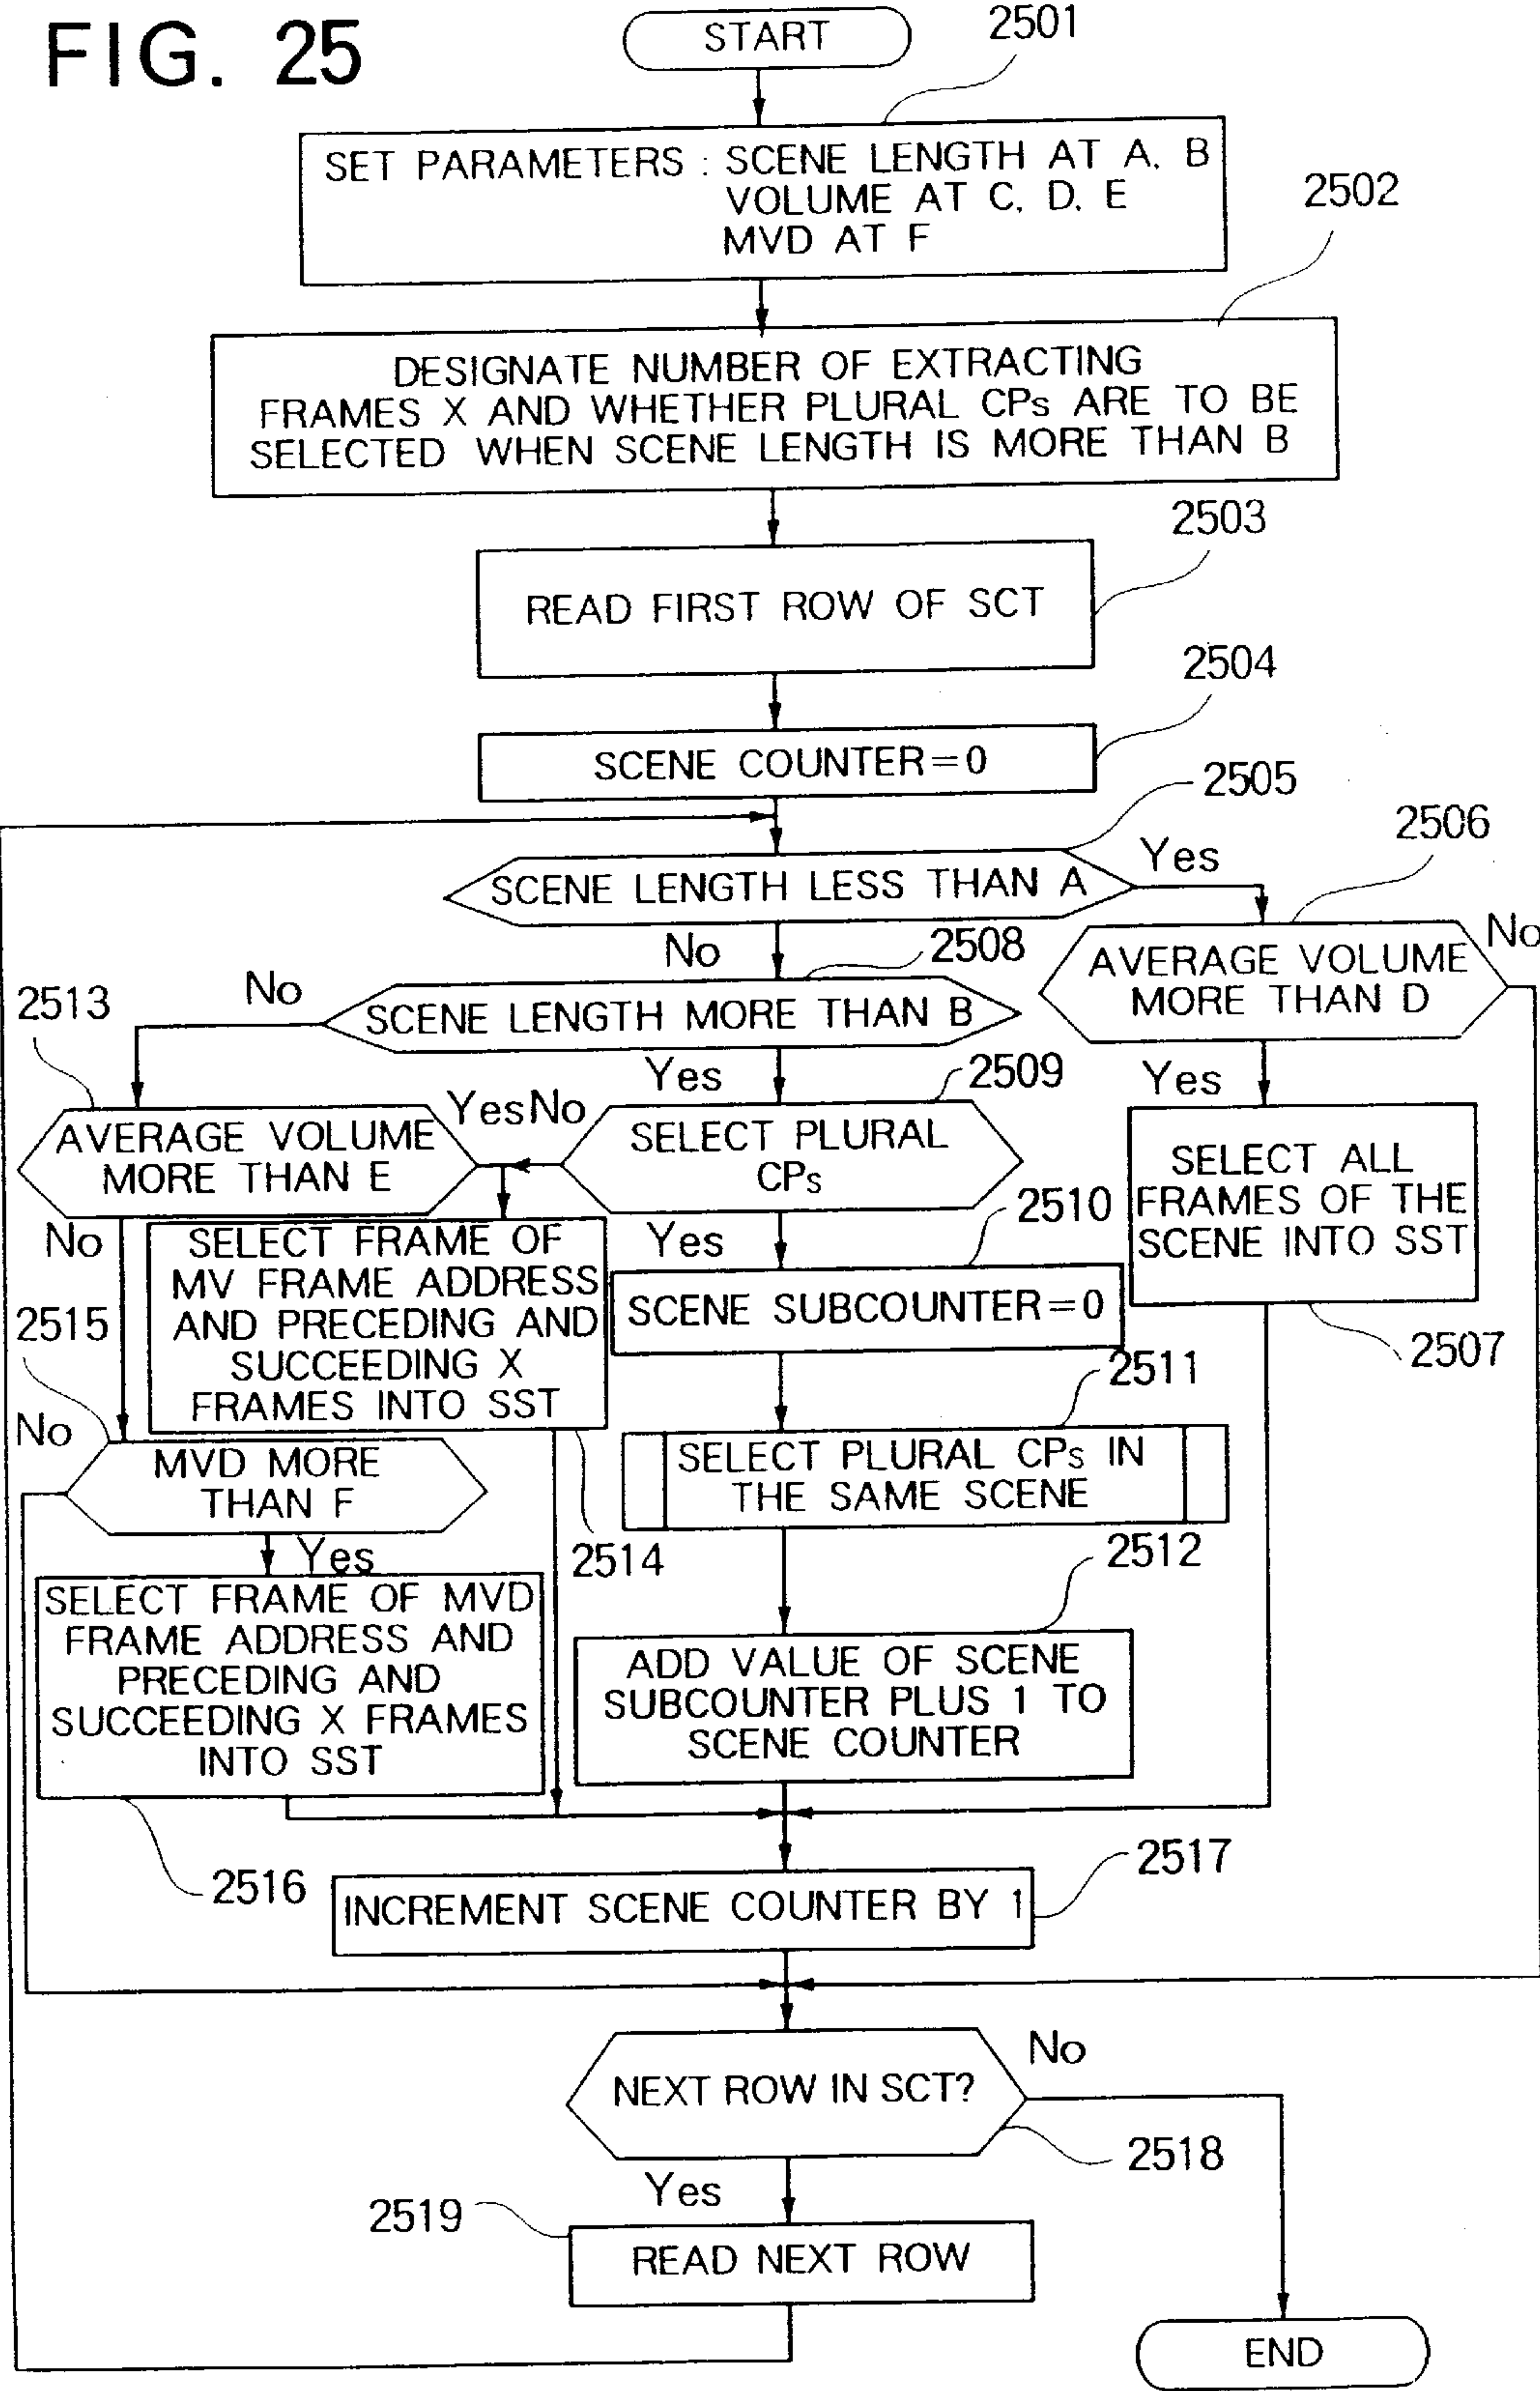 FIG. 25
START
2501
SET PARAMETERS : SCENE LENGTH AT A, B
VOLUME AT C, D, E
MVD AT F
2502
DESIGNATE NUMBER OF EXTRACTING
FRAMES X AND WHETHER PLURAL CPs ARE TO BE
SELECTED WHEN SCENE LENGTH IS MORE THAN B
2503
READ FIRST ROW OF SCT
2504
SCENE COUNTER=0
2505
SCENE LENGTH LESS THAN A
Yes
2506
No
2508
No
AVERAGE VOLUME
MORE THAN D
2513
No
SCENE LENGTH MORE THAN B
Yes
2509
Yes
AVERAGE VOLUME
MORE THAN E
Yes
No
SELECT PLURAL
CPs
SELECT ALL
FRAMES OF THE
SCENE INTO SST
2507
No
SELECT FRAME OF
MV FRAME ADDRESS
AND PRECEDING AND
SUCCEEDING X
FRAMES INTO SST
Yes
2510
SCENE SUBCOUNTER=0
2515
2511
No
MVD MORE
THAN F
SELECT PLURAL CPs IN
THE SAME SCENE
Yes
2514
2512
SELECT FRAME OF MVD
FRAME ADDRESS AND
PRECEDING AND
SUCCEEDING X FRAMES
INTO SST
ADD VALUE OF SCENE
SUBCOUNTER PLUS 1 TO
SCENE COUNTER
2516
2517
INCREMENT SCENE COUNTER BY 1
NEXT ROW IN SCT?
No
2518
Yes
2519
READ NEXT ROW
END